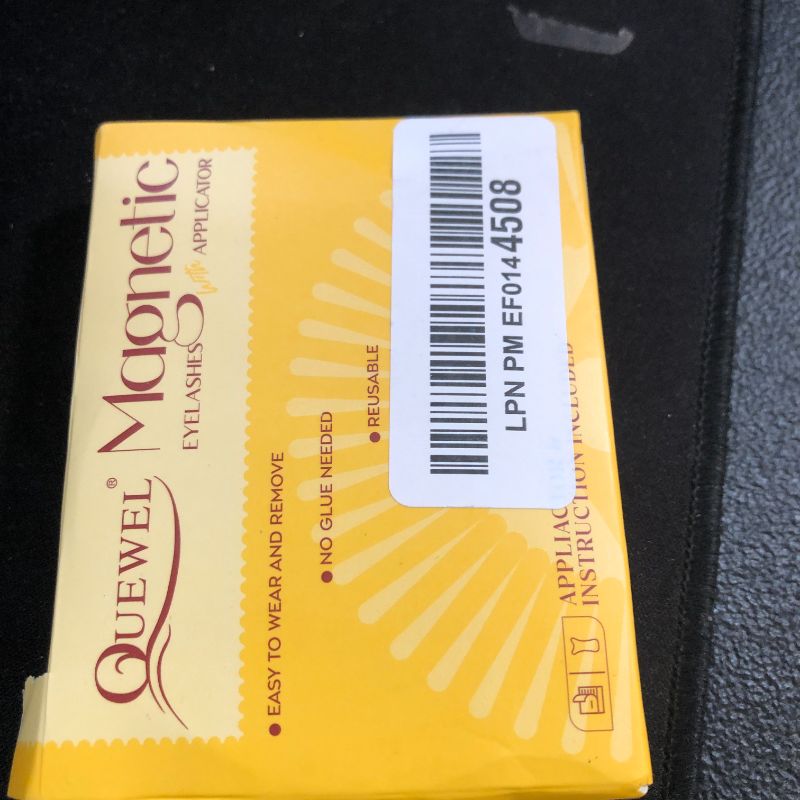 QUEWEL®
Magnetic
EYELASHES with APPLICATOR
• EASY TO WEAR AND REMOVE
• NO GLUE NEEDED
• REUSABLE
LPN PM EF0144508
INSTRUCTION INCLUDED